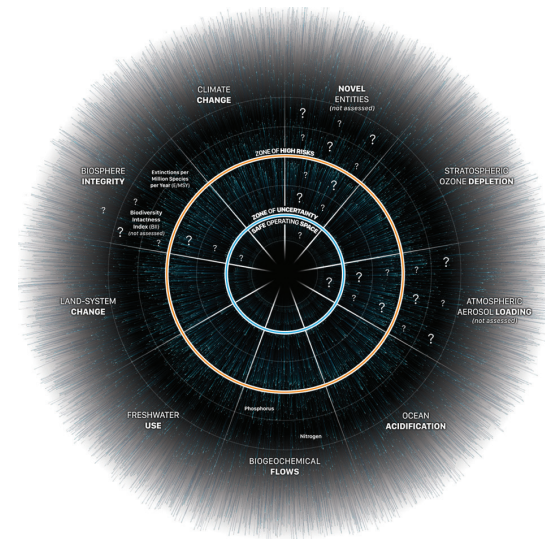 CLIMATE
CHANGE
NOVEL
ENTITIES
(not assessed)
?
?
?
?
?
?
?
?
?
?
?
ZONE OF HIGH RISKS
BIOSPHERE
INTEGRITY
Extinctions per
Million Species
per Year (E/MSY)
STRATOSPHERIC
OZONE DEPLETION
?
?
?
Biodiversity
Intactness
Index (BII)
(not assessed)
?
?
?
?
ZONE OF UNCERTAINTY
SAFE OPERATING SPACE
?
?
?
?
?
?
?
?
?
?
?
?
LAND-SYSTEM
CHANGE
ATMOSPHERIC
AEROSOL LOADING
(not assessed)
FRESHWATER
USE
Phosphorus
Nitrogen
OCEAN
ACIDIFICATION
BIOGEOCHEMICAL
FLOWS